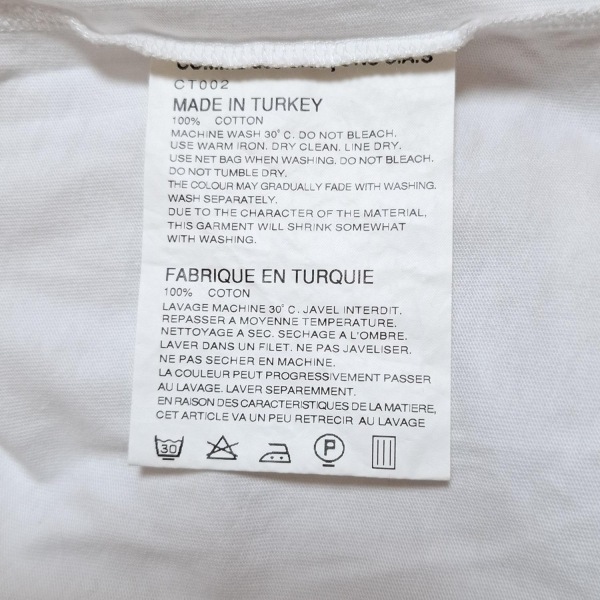 CT002
MADE IN TURKEY
100% COTTON
MACHINE WASH 30° C. DO NOT BLEACH.
USE WARM IRON. DRY CLEAN. LINE DRY.
USE NET BAG WHEN WASHING. DO NOT BLEACH.
DO NOT TUMBLE DRY.
THE COLOUR MAY GRADUALLY FADE WITH WASHING.
WASH SEPARATELY.
DUE TO THE CHARACTER OF THE MATERIAL,
THIS GARMENT WILL SHRINK SOMEWHAT
WITH WASHING.
FABRIQUE EN TURQUIE
100% COTON
LAVAGE MACHINE 30° C. JAVEL INTERDIT.
REPASSER A MOYENNE TEMPERATURE.
NETTOYAGE A SEC. SECHAGE A L'OMBRE.
LAVER DANS UN FILET. NE PAS JAVELISER.
NE PAS SECHER EN MACHINE.
LA COULEUR PEUT PROGRESSIVEMENT PASSER
AU LAVAGE. LAVER SEPAREMMENT.
EN RAISON DES CARACTERISTIQUES DE LA MATIERE,
CET ARTICLE VA UN PEU RETRECIR AU LAVAGE
30 P